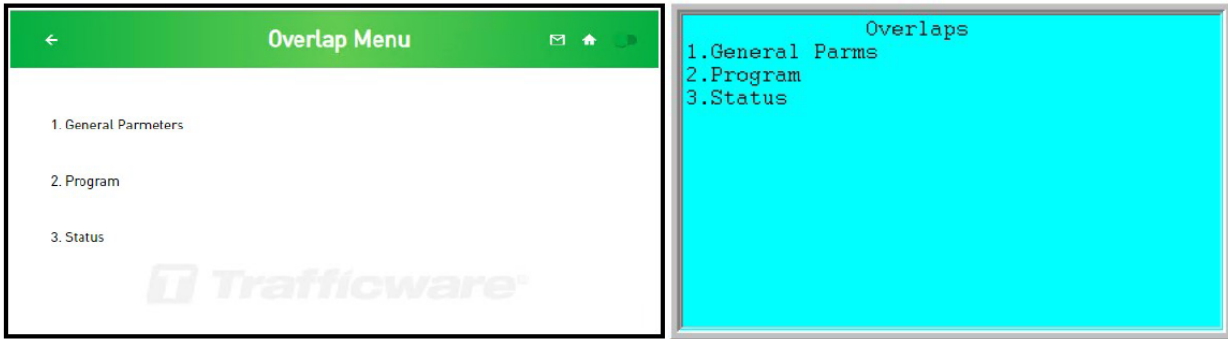 Overlap Menu
1. General Parmeters
2. Program
3. Status
Trafficware®
Overlaps
1.General Parms
2.Program
3.Status